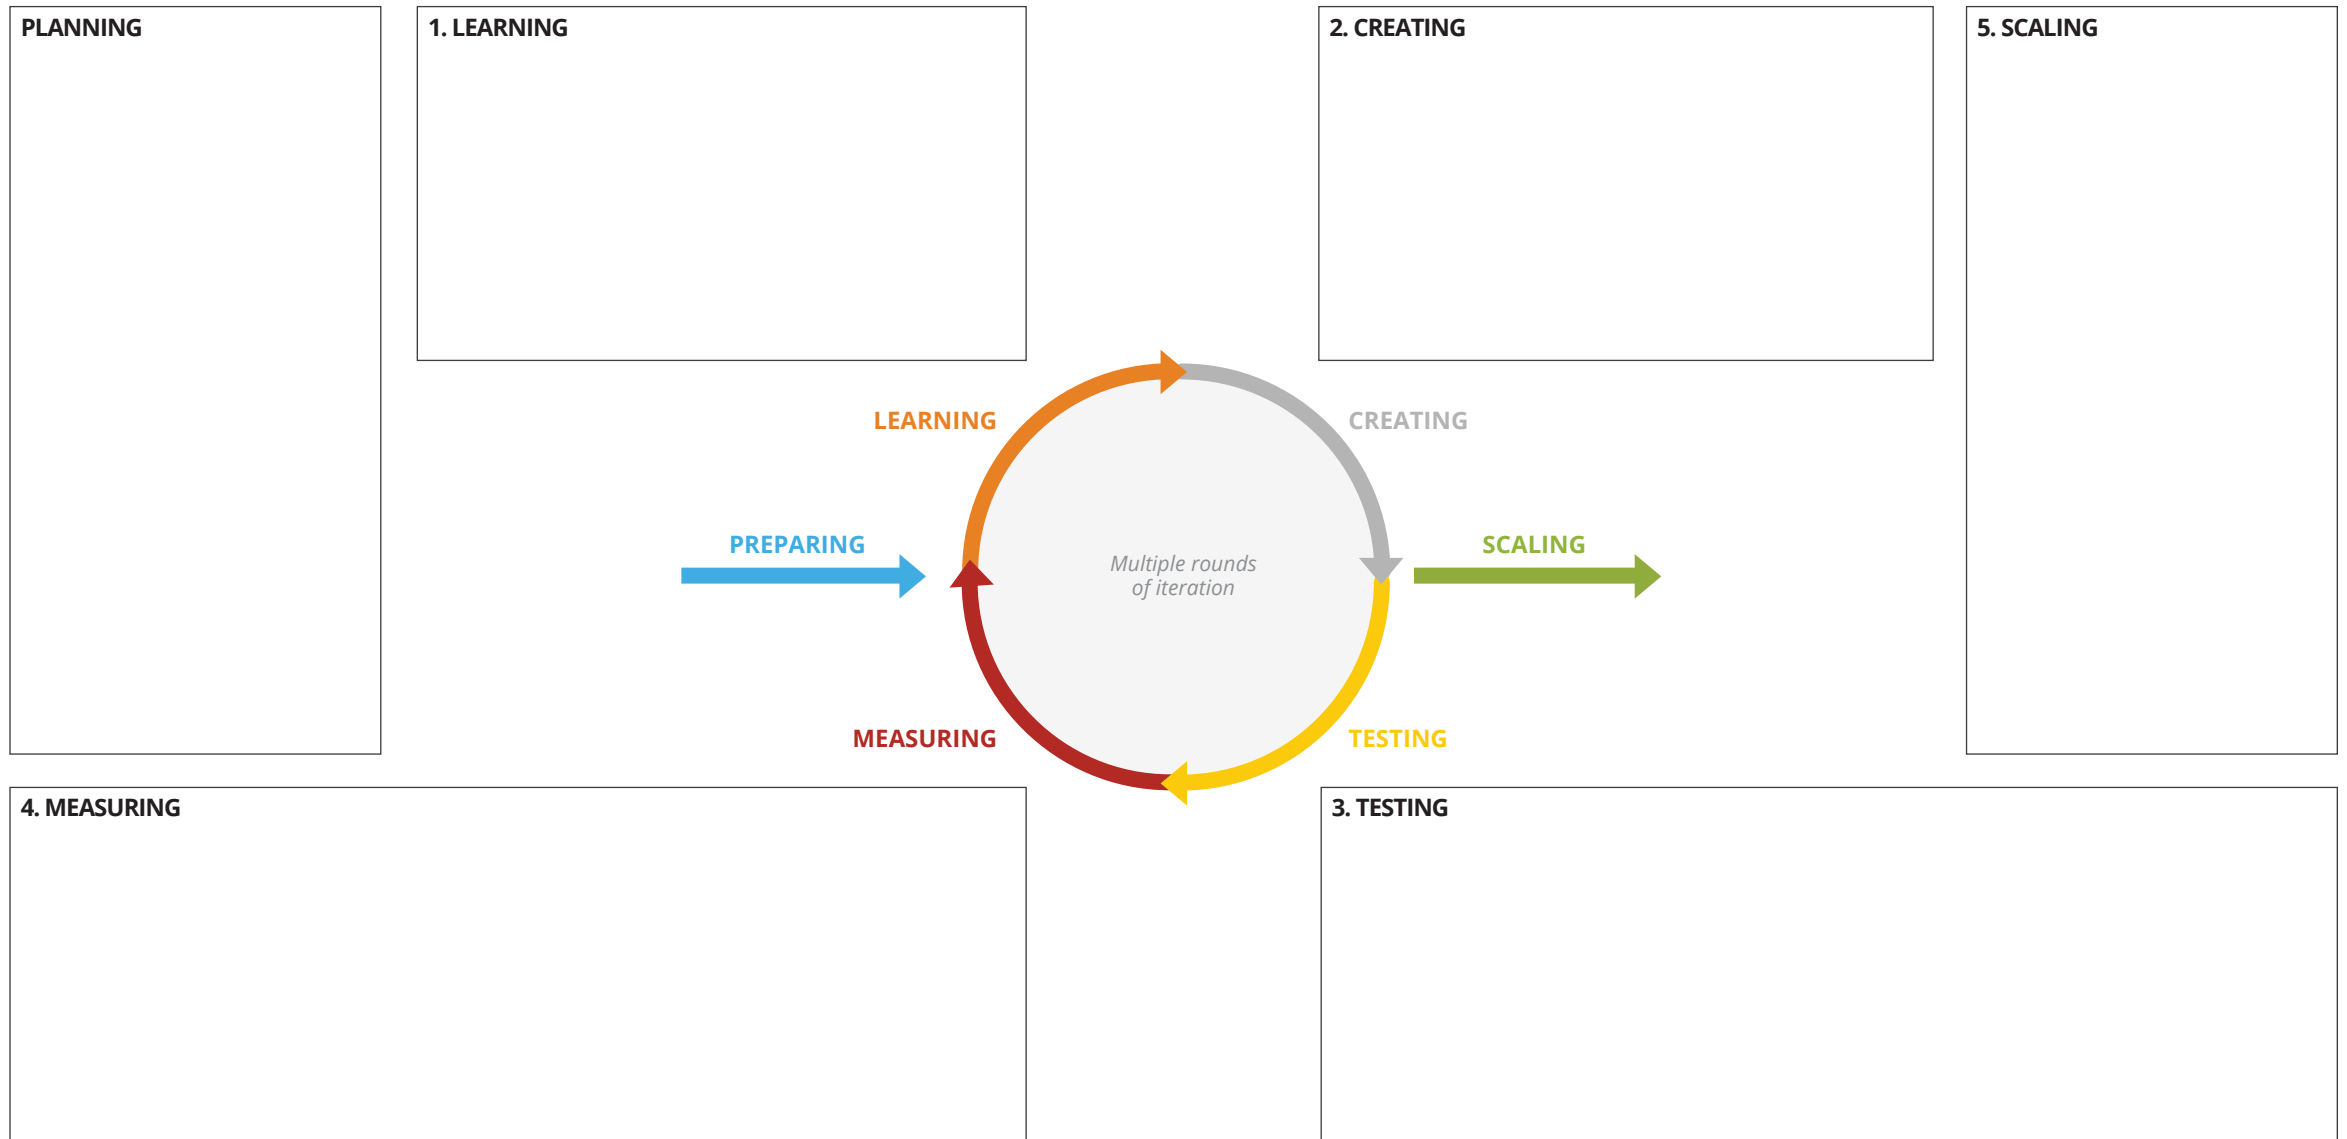 PLANNING
1. LEARNING
2. CREATING
5. SCALING
LEARNING
CREATING
PREPARING
SCALING
Multiple rounds
of iteration
MEASURING
TESTING
4. MEASURING
3. TESTING